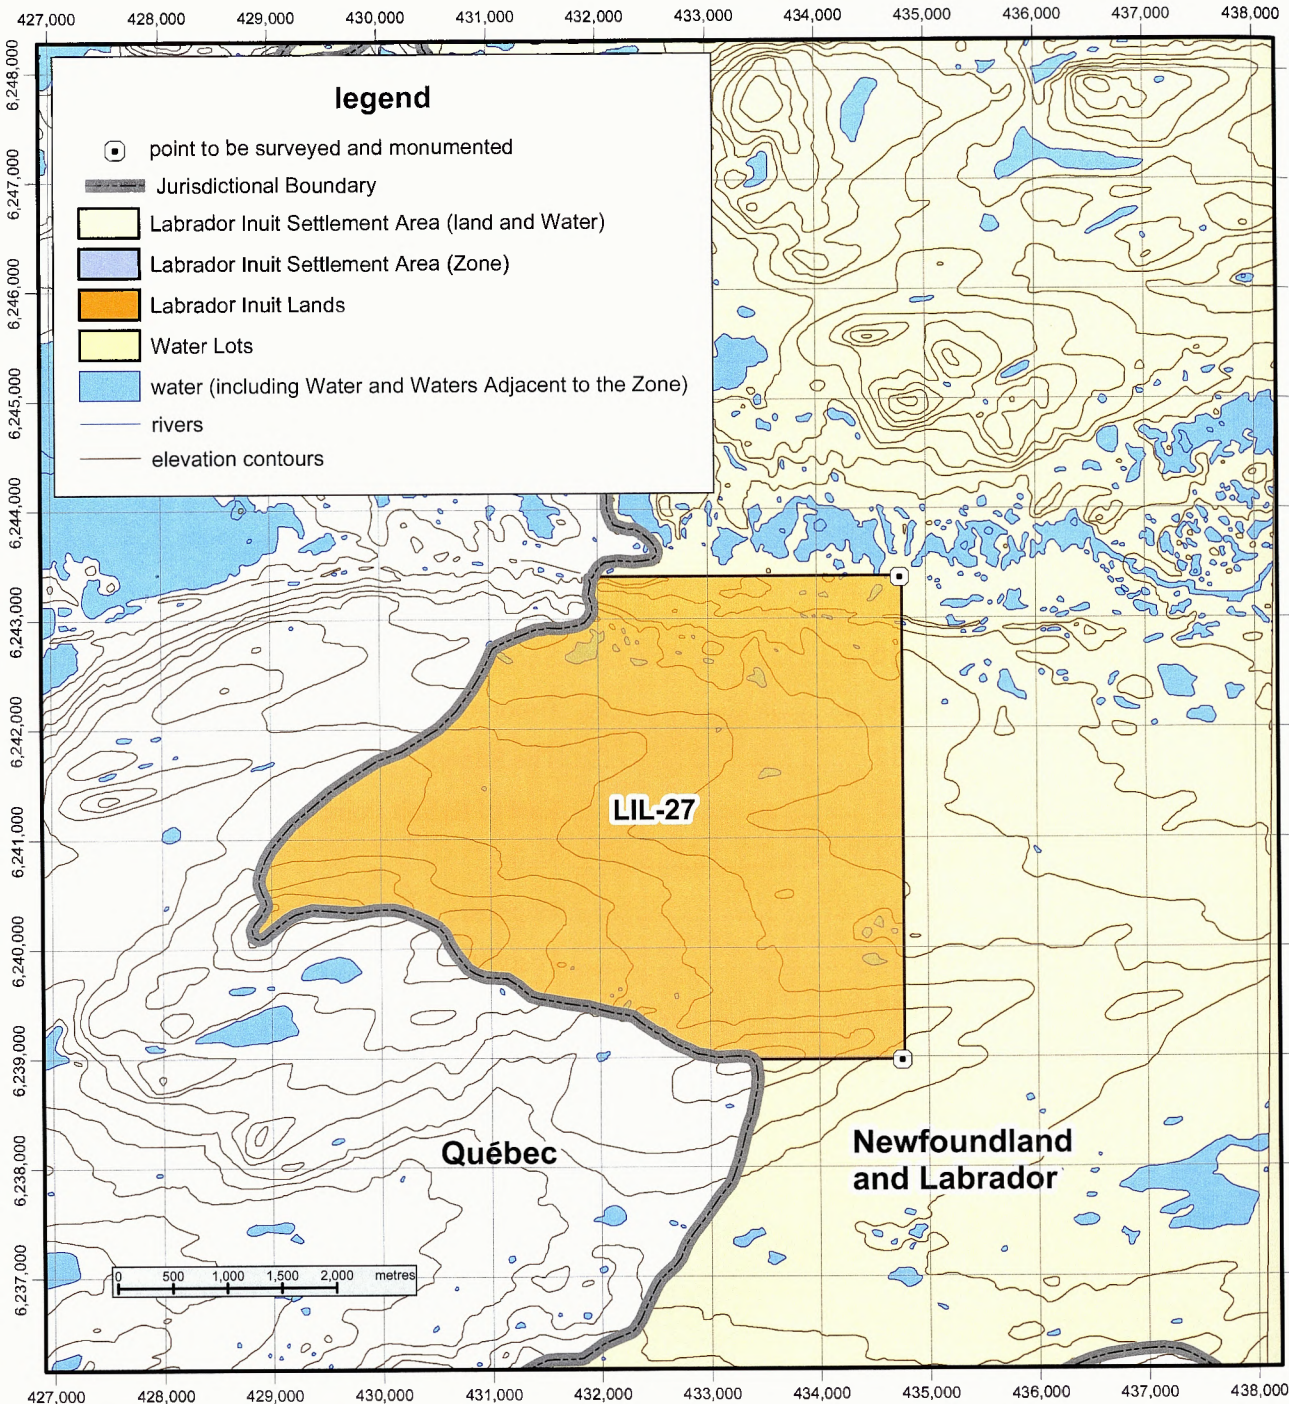 427,000 428,000 429,000 430,000 431,000 432,000 433,000 434,000 435,000 436,000 437,000 438,000
6,248,000
6,247,000
6,246,000
6,245,000
6,244,000
6,243,000
6,242,000
6,241,000
6,240,000
6,239,000
6,238,000
6,237,000
legend
point to be surveyed and monumented
Jurisdictional Boundary
Labrador Inuit Settlement Area (land and Water)
Labrador Inuit Settlement Area (Zone)
Labrador Inuit Lands
Water Lots
water (including Water and Waters Adjacent to the Zone)
rivers
elevation contours
LIL-27
Québec
Newfoundland
and Labrador
0 500 1,000 1,500 2,000 metres
427,000 428,000 429,000 430,000 431,000 432,000 433,000 434,000 435,000 436,000 437,000 438,000